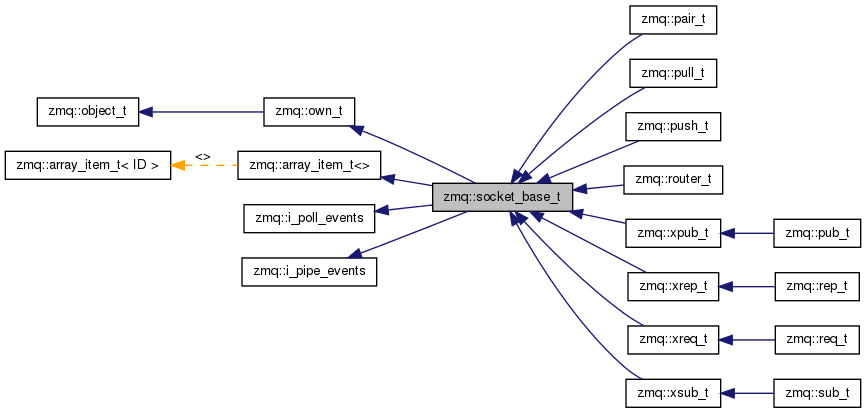 zmq::pair_t
zmq::pull_t
zmq::object_t
zmq::own_t
zmq::push_t
zmq::array_item_t< ID >
<>
zmq::array_item_t<>
zmq::router_t
zmq::socket_base_t
zmq::i_poll_events
zmq::xpub_t
zmq::pub_t
zmq::i_pipe_events
zmq::xrep_t
zmq::rep_t
zmq::xreq_t
zmq::req_t
zmq::xsub_t
zmq::sub_t